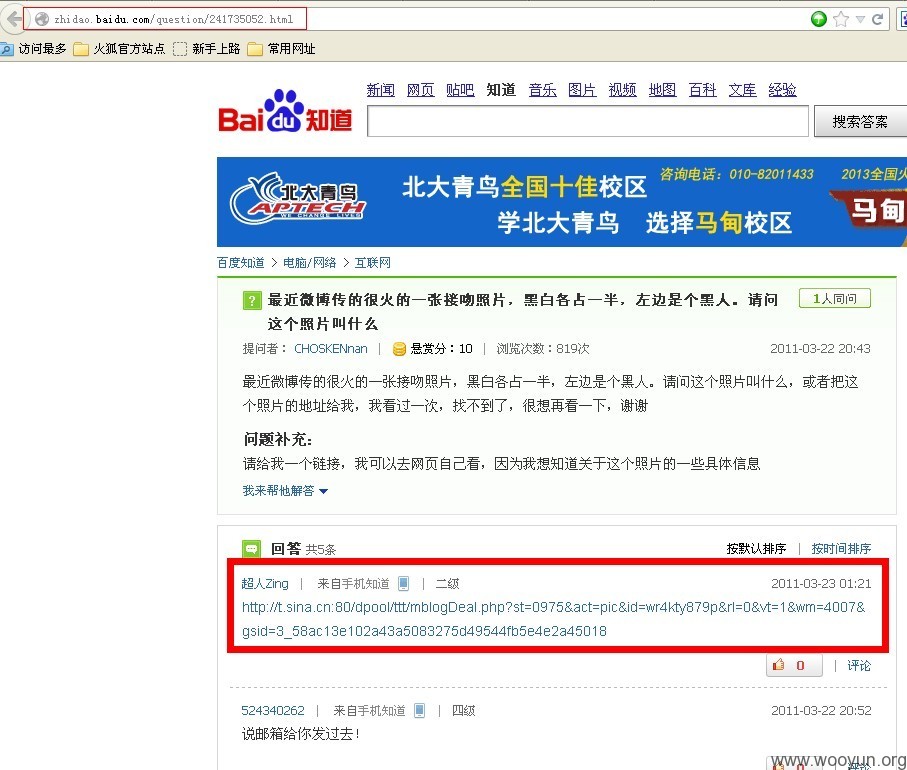 zhidao.baidu.com/question/241735052.html
访问最多 火狐官方站点 新手上路 常用网址
新闻 网页 贴吧 知道 音乐 图片 视频 地图 百科 文库 经验
Bai du 知道
搜索答案
北大青鸟 APTECH WE CHANGE LIVES
北大青鸟全国十佳校区 咨询电话：010-82011433 2013全国火
学北大青鸟 选择马甸校区 马甸
百度知道 > 电脑/网络 > 互联网
最近微博传的很火的一张接吻照片，黑白各占一半，左边是个黑人。请问 1人同问
这个照片叫什么
提问者： CHOSKENnan | 悬赏分：10 | 浏览次数：819次 2011-03-22 20:43
最近微博传的很火的一张接吻照片，黑白各占一半，左边是个黑人。请问这个照片叫什么，或者把这
个照片的地址给我，我看过一次，找不到了，很想再看一下，谢谢
问题补充：
请给我一个链接，我可以去网页自己看，因为我想知道关于这个照片的一些具体信息
我来帮他解答
回答 共5条 按默认排序 | 按时间排序
超人Zing | 来自手机知道 | 二级 2011-03-23 01:21
http://t.sina.cn:80/dpool/ttt/mblogDeal.php?st=0975&act=pic&id=wr4kty879p&rl=0&vt=1&wm=4007&
gsid=3_58ac13e102a43a5083275d49544fb5e4e2a45018
0 | 评论
524340262 | 来自手机知道 | 四级 2011-03-22 20:52
说邮箱给你发过去！
www.wooyun.org